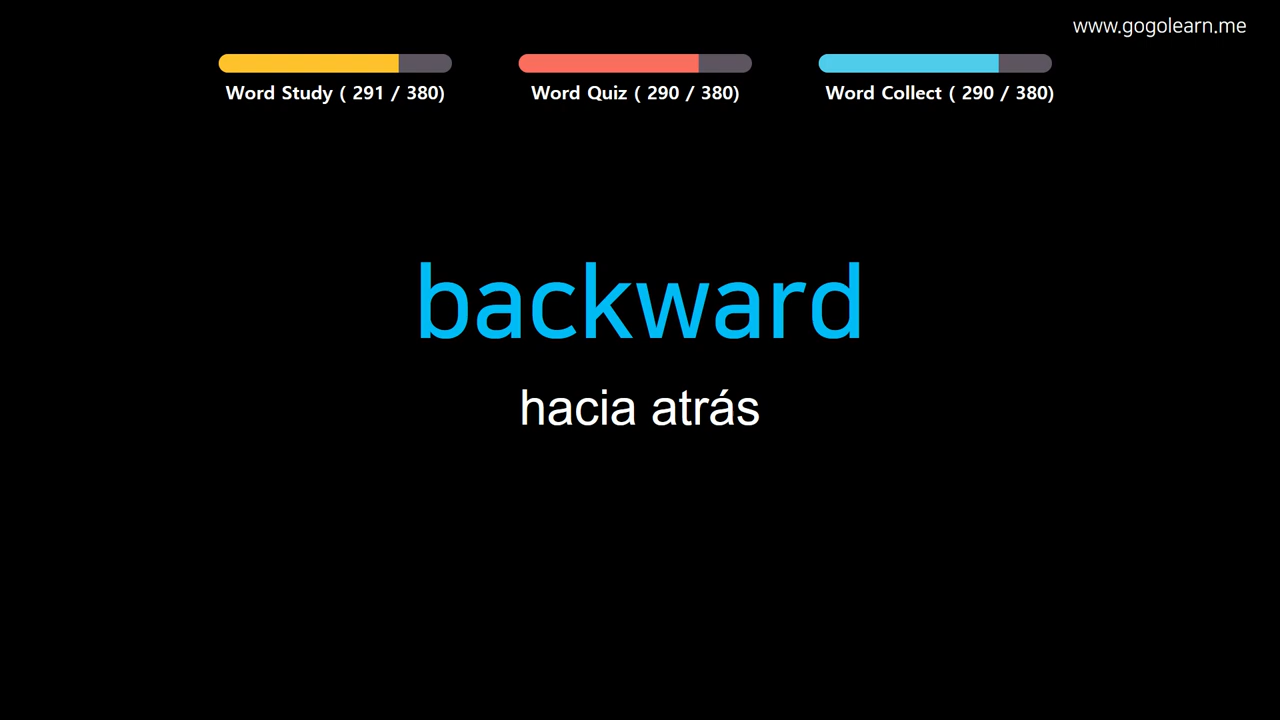 www.gogolearn.me
Word Study ( 291 / 380)
Word Quiz ( 290 / 380)
Word Collect ( 290 / 380)
backward
hacia atrás